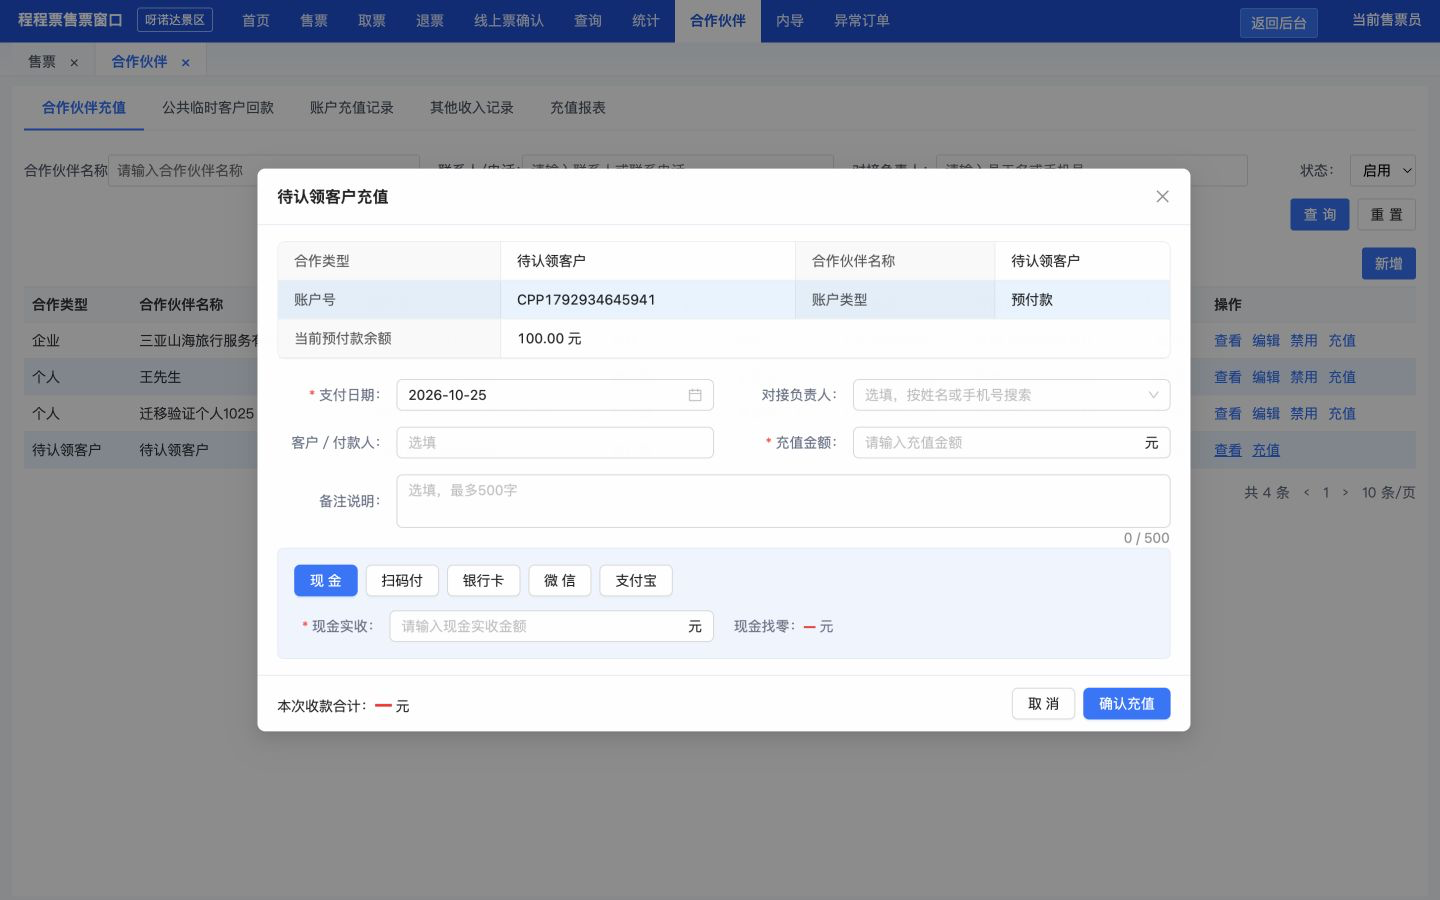 程程票售票窗口 呀诺达景区 首页 售票 取票 退票 线上票确认 查询 统计 合作伙伴 内导 异常订单 返回后台 当前售票员
售票 × 合作伙伴 ×
合作伙伴充值 公共临时客户回款 账户充值记录 其他收入记录 充值报表
合作伙伴名称 请输入合作伙伴名称 状态： 启用
查 询 重 置
新增
合作类型 合作伙伴名称 操作
企业 三亚山海旅行服务 查看 编辑 禁用 充值
个人 王先生 查看 编辑 禁用 充值
个人 迁移验证个人1025 查看 编辑 禁用 充值
待认领客户 待认领客户 查看 充值
共 4 条 < 1 > 10 条/页
待认领客户充值
合作类型 待认领客户 合作伙伴名称 待认领客户
账户号 CPP1792934645941 账户类型 预付款
当前预付款余额 100.00 元
* 支付日期： 2026-10-25 对接负责人： 选填，按姓名或手机号搜索
客户 / 付款人： 选填 * 充值金额： 请输入充值金额 元
备注说明： 选填，最多500字
0 / 500
现 金 扫码付 银行卡 微 信 支付宝
* 现金实收： 请输入现金实收金额 元 现金找零： — 元
本次收款合计： — 元 取 消 确认充值